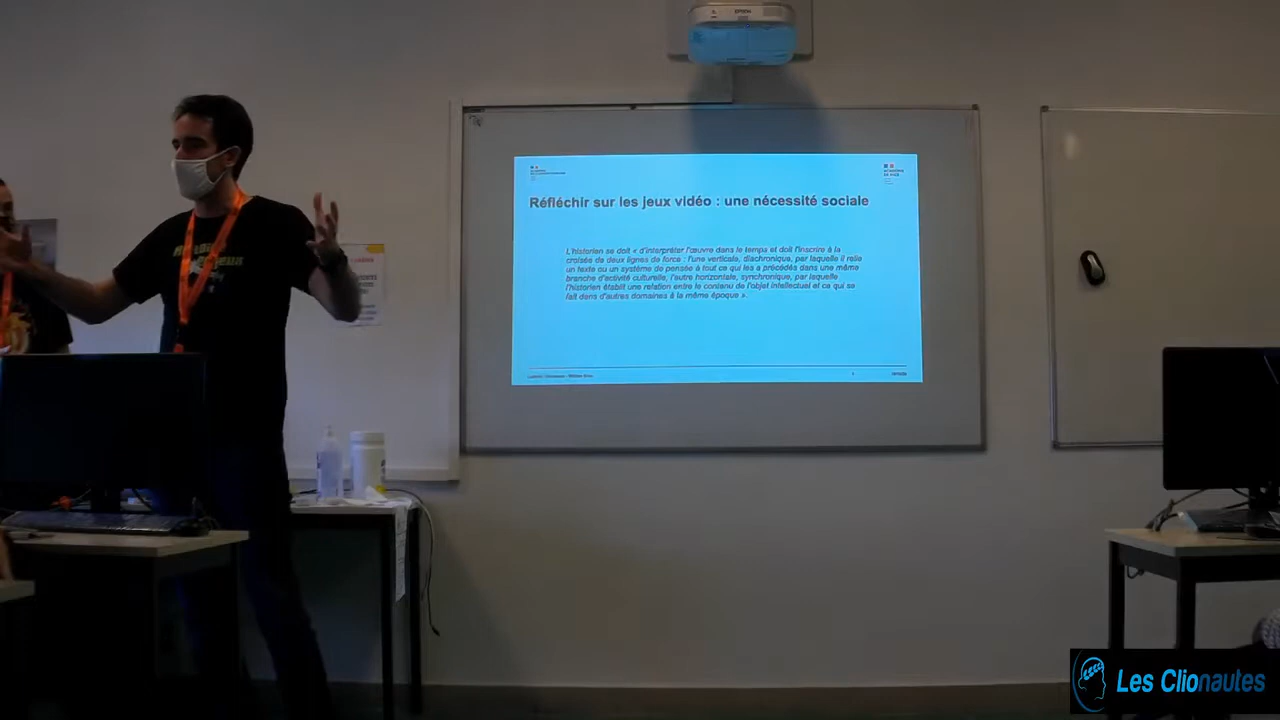 EPSON
Réfléchir sur les jeux vidéo : une nécessité sociale
L'historien se doit « d'interpréter l'œuvre dans le temps et doit l'inscrire à la
croisée de deux lignes de force : l'une verticale, diachronique, par laquelle il relie
un texte ou un système de pensée à tout ce qui les a précédés dans une même
branche d'activité culturelle, l'autre horizontale, synchronique, par laquelle
l'historien établit une relation entre le contenu de l'objet intellectuel et ce qui se
fait dans d'autres domaines à la même époque ».
Les Clionautes